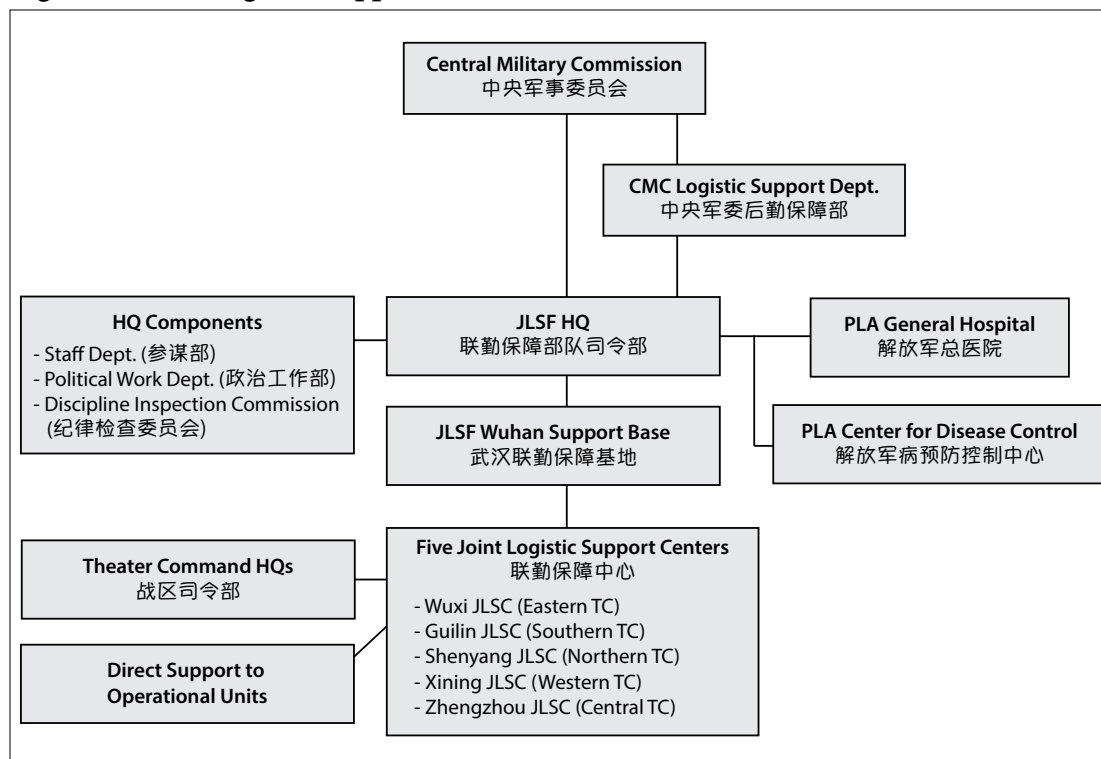 Central Military Commission
中央军事委员会
CMC Logistic Support Dept.
中央军委后勤保障部
HQ Components
- Staff Dept. (参谋部)
- Political Work Dept. (政治工作部)
- Discipline Inspection Commission
(纪律检查委员会)
JLSF HQ
联勤保障部队司令部
PLA General Hospital
解放军总医院
JLSF Wuhan Support Base
武汉联勤保障基地
PLA Center for Disease Control
解放军病预防控制中心
Theater Command HQs
战区司令部
Five Joint Logistic Support Centers
联勤保障中心
- Wuxi JLSC (Eastern TC)
- Guilin JLSC (Southern TC)
- Shenyang JLSC (Northern TC)
- Xining JLSC (Western TC)
- Zhengzhou JLSC (Central TC)
Direct Support to
Operational Units